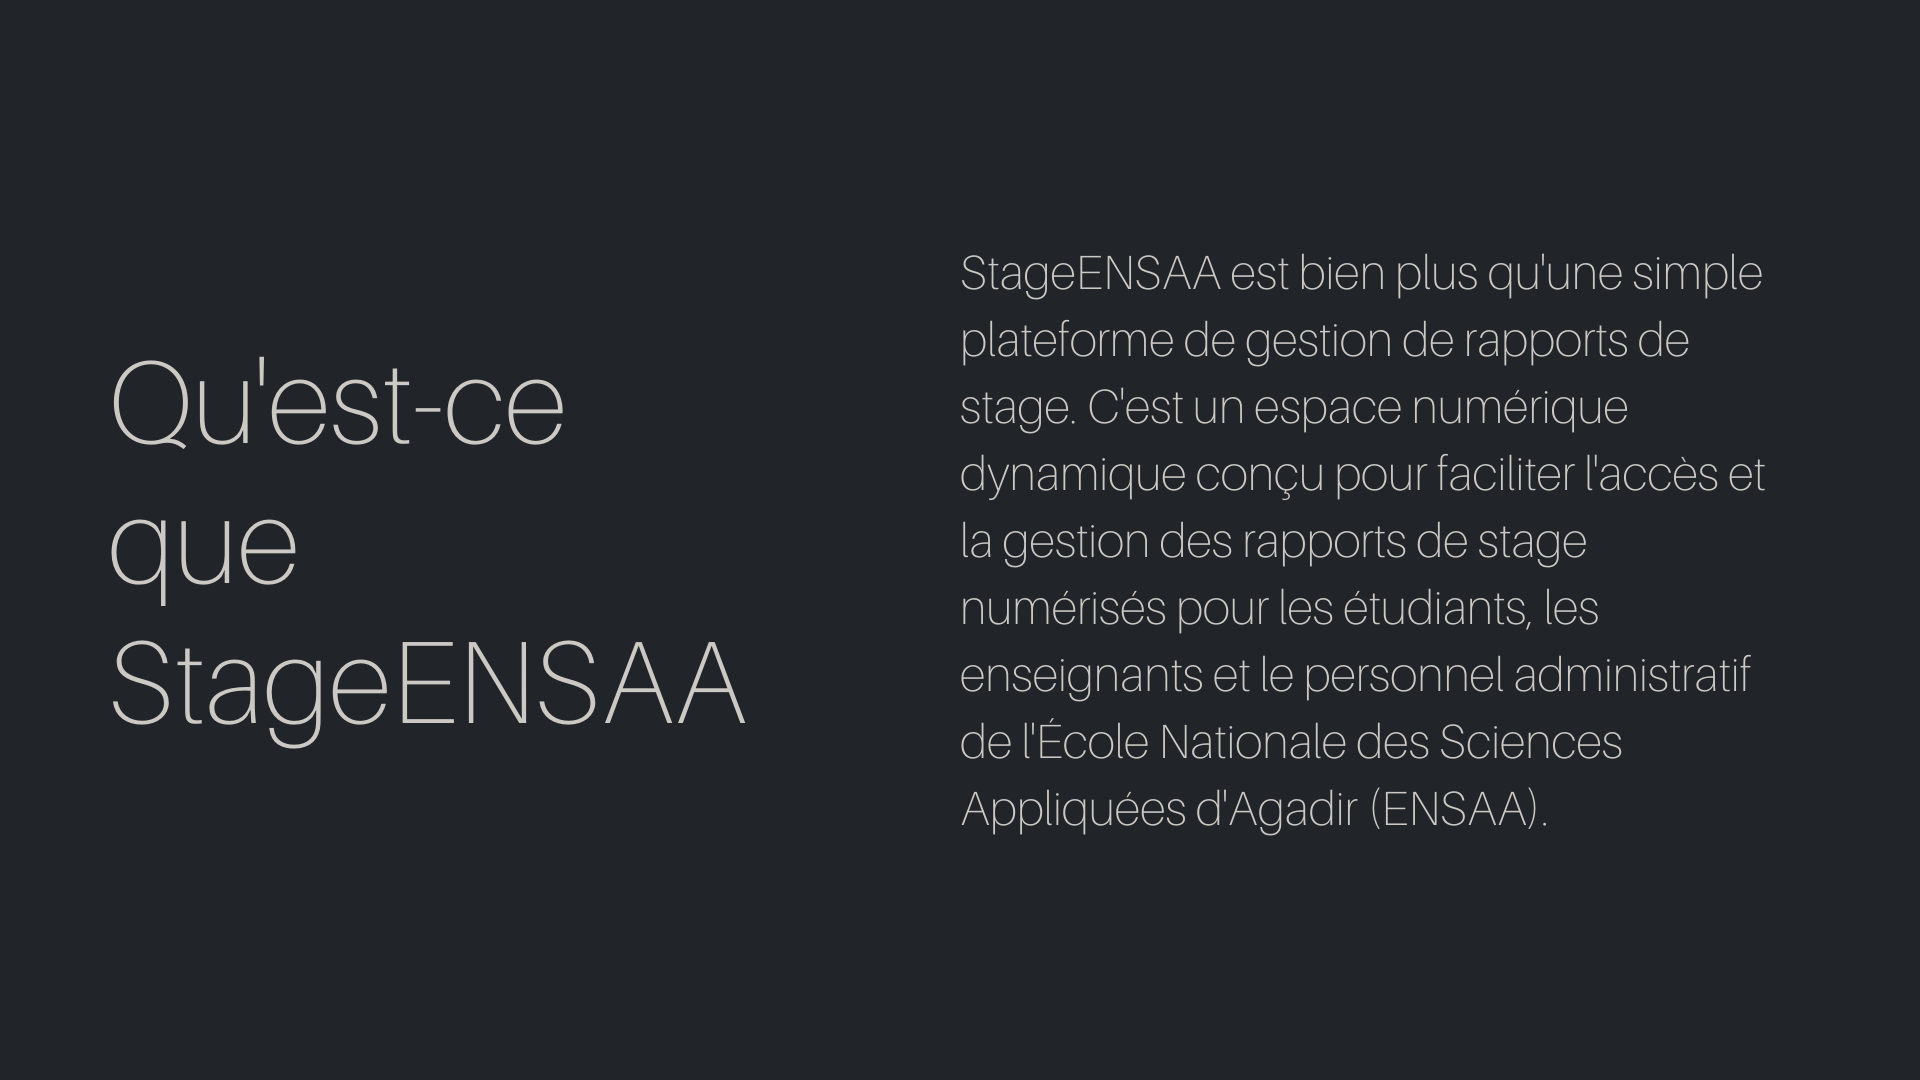 Qu'est-ce
que
StageENSAA
StageENSAA est bien plus qu'une simple
plateforme de gestion de rapports de
stage. C'est un espace numérique
dynamique conçu pour faciliter l'accès et
la gestion des rapports de stage
numérisés pour les étudiants, les
enseignants et le personnel administratif
de l'École Nationale des Sciences
Appliquées d'Agadir (ENSAA).